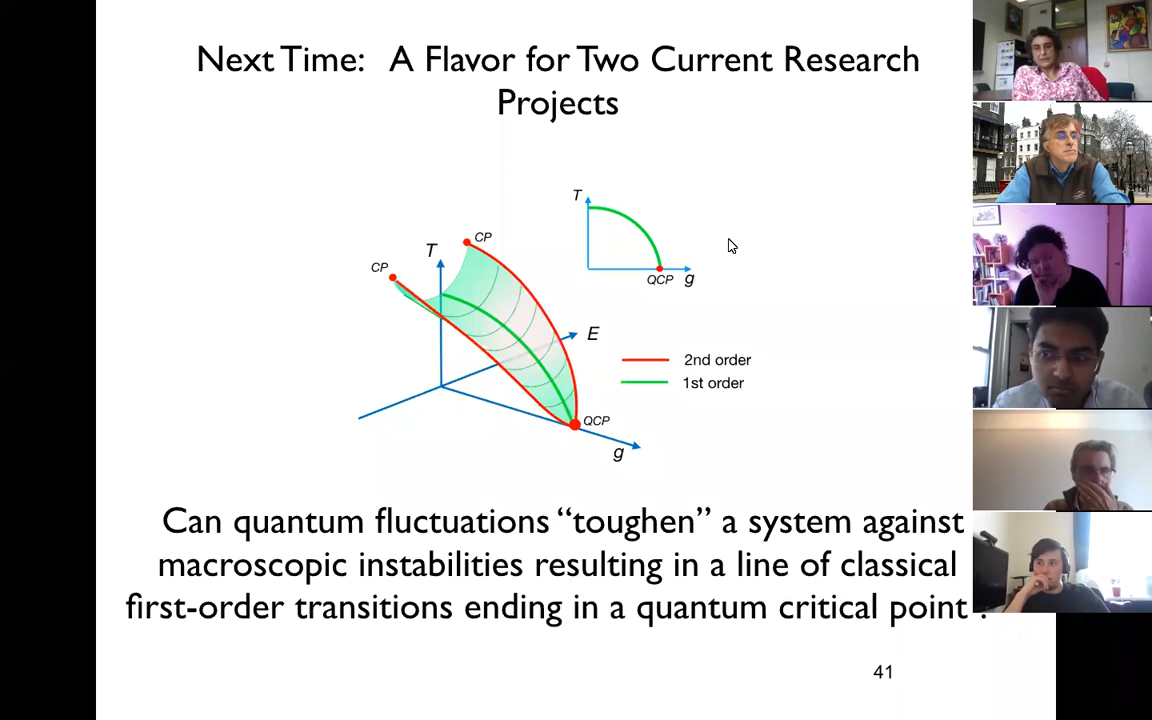 Next Time: A Flavor for Two Current Research
Projects
T
QCP g
CP
T
CP
E
2nd order
1st order
QCP
g
Can quantum fluctuations “toughen” a system against
macroscopic instabilities resulting in a line of classical
first-order transitions ending in a quantum critical point
41